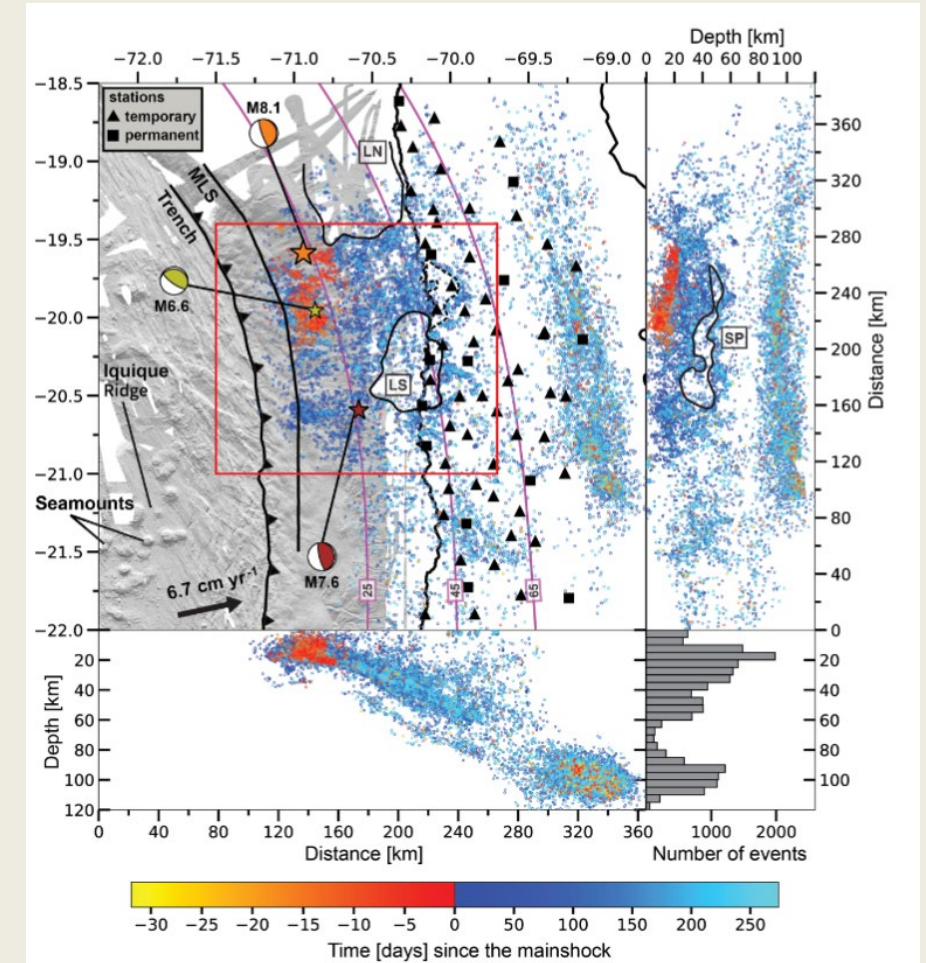 Depth [km]
−72.0 −71.5 −71.0 −70.5 −70.0 −69.5 −69.0 0 20 40 60 80 100
−18.5
stations
temporary
permanent
M8.1
LN
360
−19.0
MLS
320
Trench
−19.5
280
M6.6
−20.0
240
Distance [km]
SP
200
Iquique
Ridge
LS
−20.5
160
−21.0
120
Seamounts
80
−21.5
M7.6
6.7 cm yr⁻¹
25
45
65
40
−22.0
0
Depth [km]
20
20
40
40
60
60
80
80
100
100
120
0 40 80 120 160 200 240 280 320 360
1000 2000
Distance [km]
Number of events
−30 −25 −20 −15 −10 −5 0 50 100 150 200 250
Time [days] since the mainshock